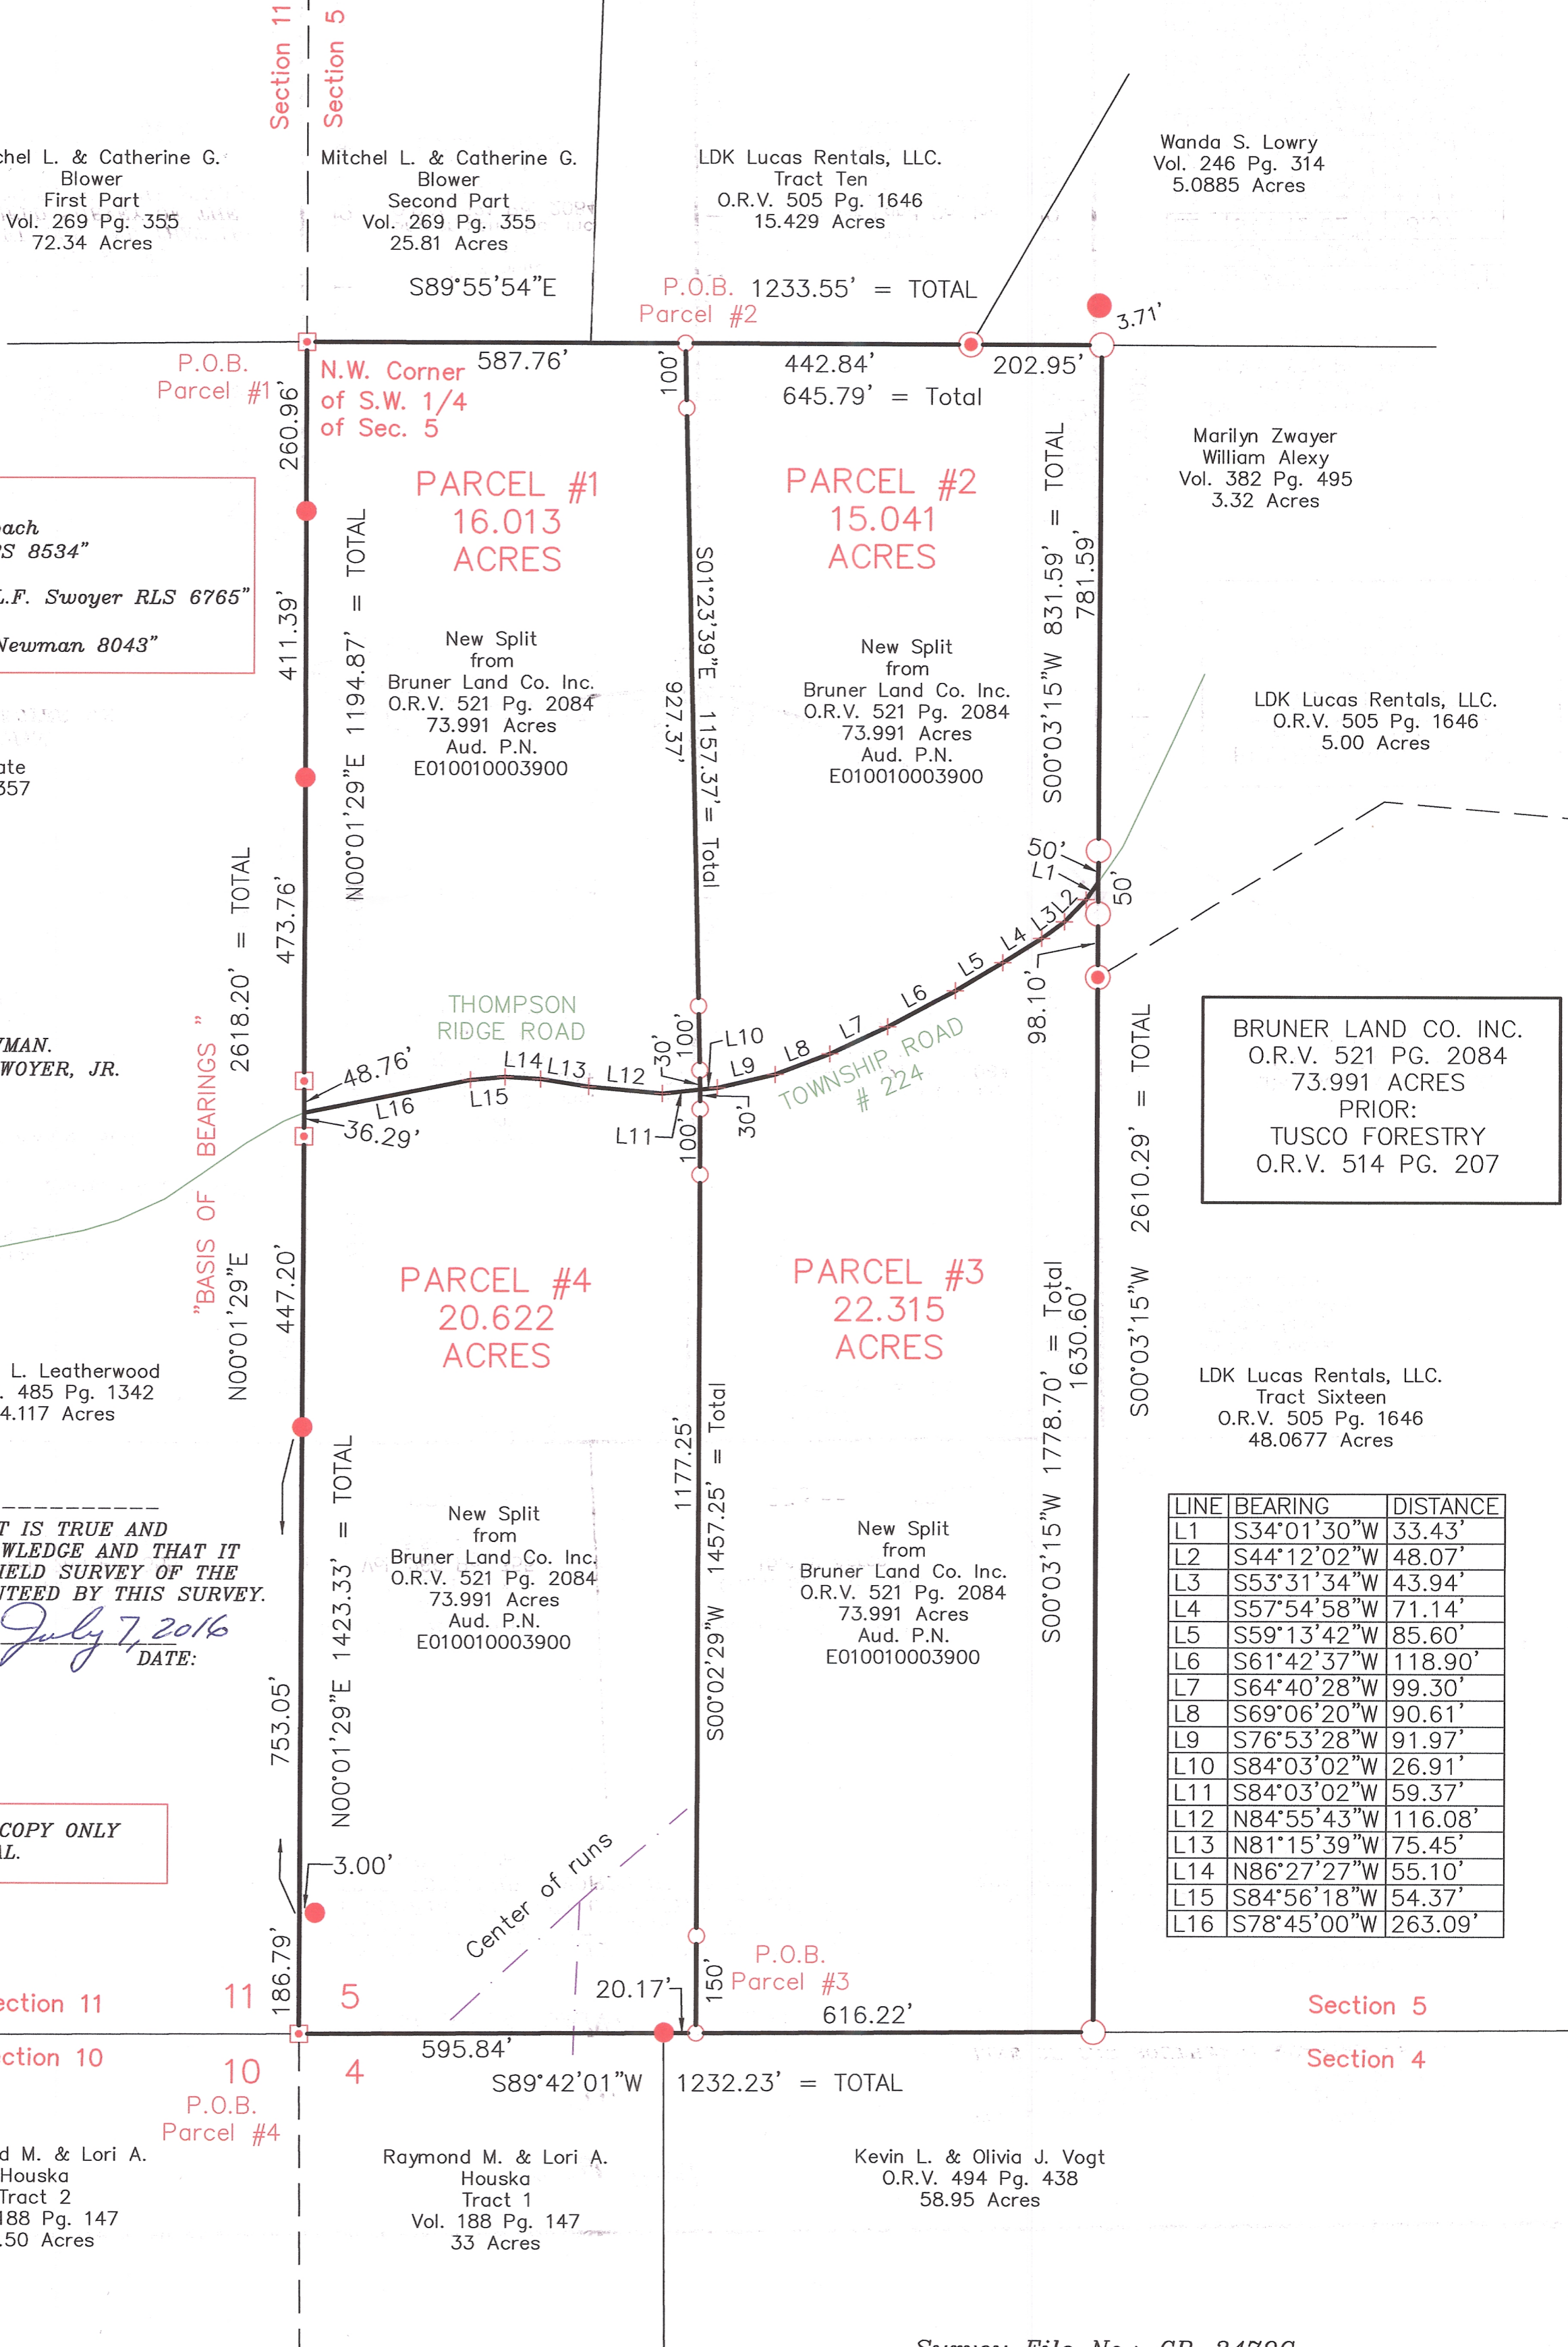 Section 11
Section 5
chel L. & Catherine G.
Blower
First Part
Vol. 269 Pg. 355
72.34 Acres
Mitchel L. & Catherine G.
Blower
Second Part
Vol. 269 Pg. 355
25.81 Acres
LDK Lucas Rentals, LLC.
Tract Ten
O.R.V. 505 Pg. 1646
15.429 Acres
Wanda S. Lowry
Vol. 246 Pg. 314
5.0885 Acres
S89°55'54"E
P.O.B.
Parcel #2
1233.55' = TOTAL
3.71'
P.O.B.
Parcel #1
N.W. Corner
of S.W. 1/4
of Sec. 5
587.76'
100'
442.84'
202.95'
645.79' = Total
260.96'
Marilyn Zwayer
William Alexy
Vol. 382 Pg. 495
3.32 Acres
PARCEL #1
16.013
ACRES
PARCEL #2
15.041
ACRES
ach
S 8534"
L.F. Swoyer RLS 6765"
Newman 8043"
411.39'
N00°01'29"E 1194.87' = TOTAL
New Split
from
Bruner Land Co. Inc.
O.R.V. 521 Pg. 2084
73.991 Acres
Aud. P.N.
E010010003900
S01°23'39"E 1157.37'= Total
927.37'
New Split
from
Bruner Land Co. Inc.
O.R.V. 521 Pg. 2084
73.991 Acres
Aud. P.N.
E010010003900
S00°03'15"W 831.59' = TOTAL
781.59'
LDK Lucas Rentals, LLC.
O.R.V. 505 Pg. 1646
5.00 Acres
ate
357
473.76'
2618.20' = TOTAL
50'
L1
50'
L2
L3
L4
L5
L6
L7
L8
L9
L10
98.10'
THOMPSON
RIDGE ROAD
TOWNSHIP ROAD
# 224
100'
30'
L14
L13
L12
L15
L16
L11
30'
100'
48.76'
36.29'
MAN.
WOYER, JR.
"BASIS OF BEARINGS "
N00°01'29"E
447.20'
BRUNER LAND CO. INC.
O.R.V. 521 PG. 2084
73.991 ACRES
PRIOR:
TUSCO FORESTRY
O.R.V. 514 PG. 207
S00°03'15"W 2610.29' = TOTAL
PARCEL #4
20.622
ACRES
PARCEL #3
22.315
ACRES
S00°03'15"W 1778.70' = Total
1630.60'
L. Leatherwood
. 485 Pg. 1342
4.117 Acres
LDK Lucas Rentals, LLC.
Tract Sixteen
O.R.V. 505 Pg. 1646
48.0677 Acres
1177.25'
S00°02'29"W 1457.25' = Total
N00°01'29"E 1423.33' = TOTAL
New Split
from
Bruner Land Co. Inc.
O.R.V. 521 Pg. 2084
73.991 Acres
Aud. P.N.
E010010003900
New Split
from
Bruner Land Co. Inc.
O.R.V. 521 Pg. 2084
73.991 Acres
Aud. P.N.
E010010003900
T IS TRUE AND
WLEDGE AND THAT IT
IELD SURVEY OF THE
NTEED BY THIS SURVEY.
July 7, 2016
DATE:
753.05'
LINE BEARING DISTANCE
L1 S34°01'30"W 33.43'
L2 S44°12'02"W 48.07'
L3 S53°31'34"W 43.94'
L4 S57°54'58"W 71.14'
L5 S59°13'42"W 85.60'
L6 S61°42'37"W 118.90'
L7 S64°40'28"W 99.30'
L8 S69°06'20"W 90.61'
L9 S76°53'28"W 91.97'
L10 S84°03'02"W 26.91'
L11 S84°03'02"W 59.37'
L12 N84°55'43"W 116.08'
L13 N81°15'39"W 75.45'
L14 N86°27'27"W 55.10'
L15 S84°56'18"W 54.37'
L16 S78°45'00"W 263.09'
COPY ONLY
AL.
3.00'
Center of runs
186.79'
ection 11
11
5
20.17'
150'
P.O.B.
Parcel #3
616.22'
Section 5
ction 10
10
4
595.84'
Section 4
S89°42'01"W 1232.23' = TOTAL
P.O.B.
Parcel #4
d M. & Lori A.
Houska
Tract 2
188 Pg. 147
.50 Acres
Raymond M. & Lori A.
Houska
Tract 1
Vol. 188 Pg. 147
33 Acres
Kevin L. & Olivia J. Vogt
O.R.V. 494 Pg. 438
58.95 Acres